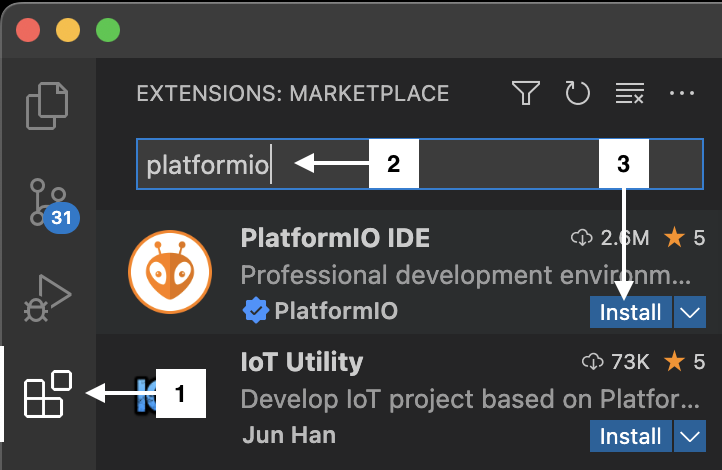 EXTENSIONS: MARKETPLACE
platformio
2
3
31
PlatformIO IDE
2.6M
5
Professional development environm...
PlatformIO
Install
1
IoT Utility
73K
5
Develop IoT project based on Platfor...
Jun Han
Install